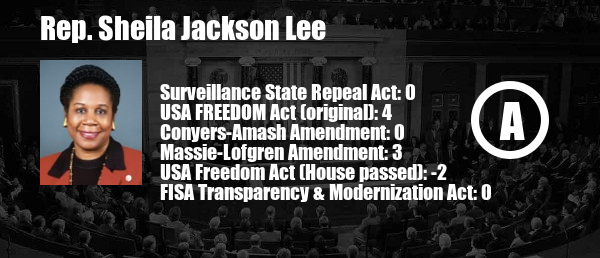 Rep. Sheila Jackson Lee
Surveillance State Repeal Act: 0
USA FREEDOM Act (original): 4
Conyers-Amash Amendment: 0
Massie-Lofgren Amendment: 3
USA Freedom Act (House passed): -2
FISA Transparency & Modernization Act: 0
A